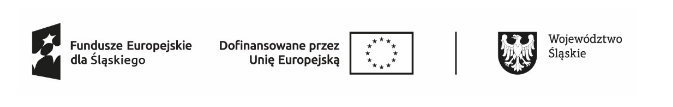 Fundusze Europejskie
dla Śląskiego
Dofinansowane przez
Unię Europejską
Województwo
Śląskie